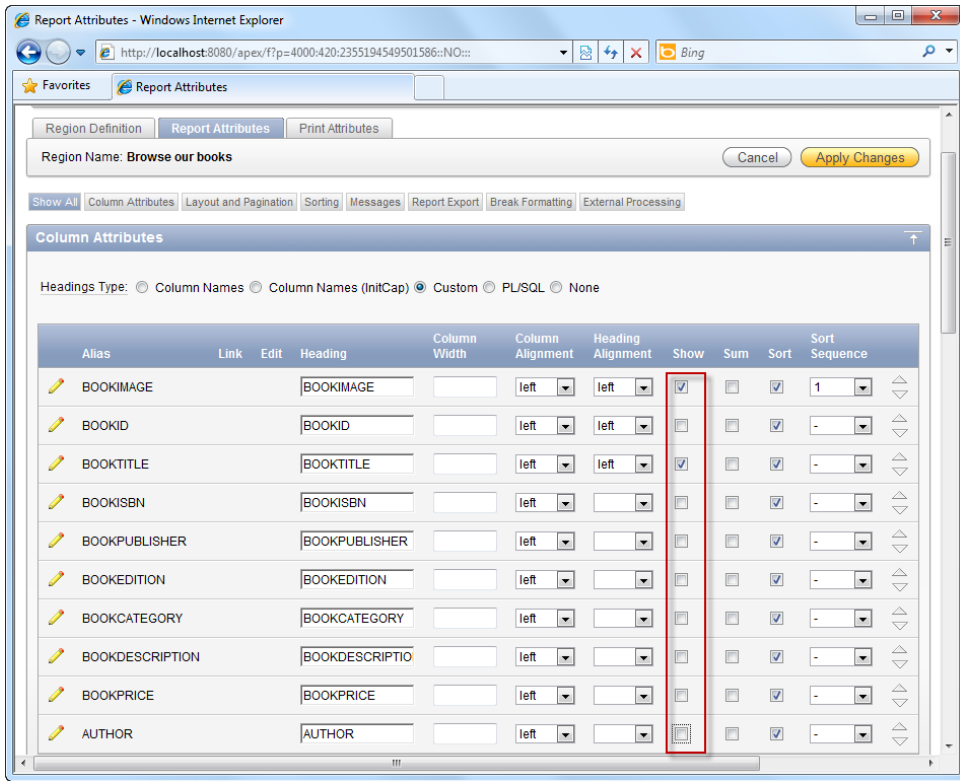 Report Attributes - Windows Internet Explorer
http://localhost:8080/apex/f?p=4000:420:2355194549501586::NO:::
Bing
Favorites
Report Attributes
Region Definition Report Attributes Print Attributes
Region Name: Browse our books Cancel Apply Changes
Show All Column Attributes Layout and Pagination Sorting Messages Report Export Break Formatting External Processing
Column Attributes
Headings Type: Column Names Column Names (InitCap) Custom PL/SQL None
Alias Link Edit Heading Column Width Column Alignment Heading Alignment Show Sum Sort Sort Sequence
BOOKIMAGE BOOKIMAGE left left 1
BOOKID BOOKID left left -
BOOKTITLE BOOKTITLE left left -
BOOKISBN BOOKISBN left -
BOOKPUBLISHER BOOKPUBLISHER left -
BOOKEDITION BOOKEDITION left -
BOOKCATEGORY BOOKCATEGORY left -
BOOKDESCRIPTION BOOKDESCRIPTIO left -
BOOKPRICE BOOKPRICE left -
AUTHOR AUTHOR left -